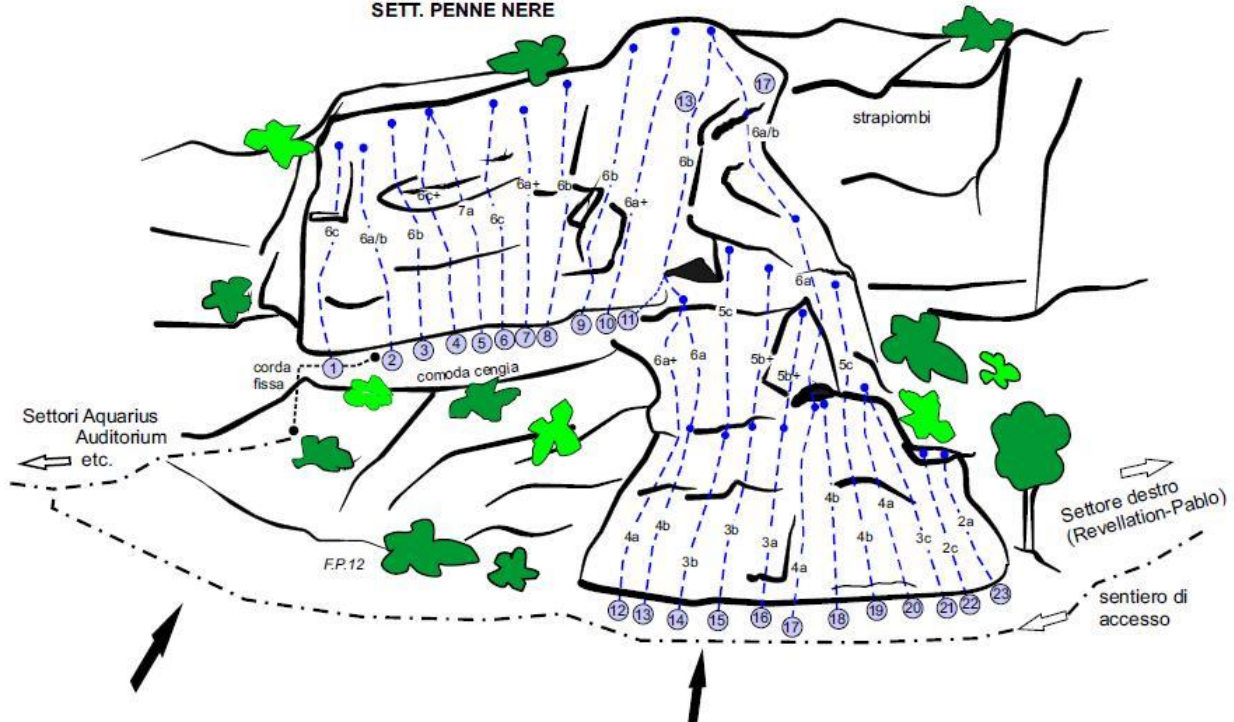 SETT. PENNE NERE
17
13
strapiombi
6a/b
6b
6c+
6a+
6b
6b
6a+
7a
6c
6c
6a/b
6b
6a
5c
1
2
3
4
5
6
7
8
9
10
11
corda
fissa
comoda cengia
6a+
6a
5b+
5b+
5c
Settori Aquarius
Auditorium
etc.
Settore destro
(Revellation-Pablo)
4b
4a
4b
3b
4a
3a
4b
3c
2a
2c
3b
4a
F.P.12
12
13
14
15
16
17
18
19
20
21
22
23
sentiero di
accesso